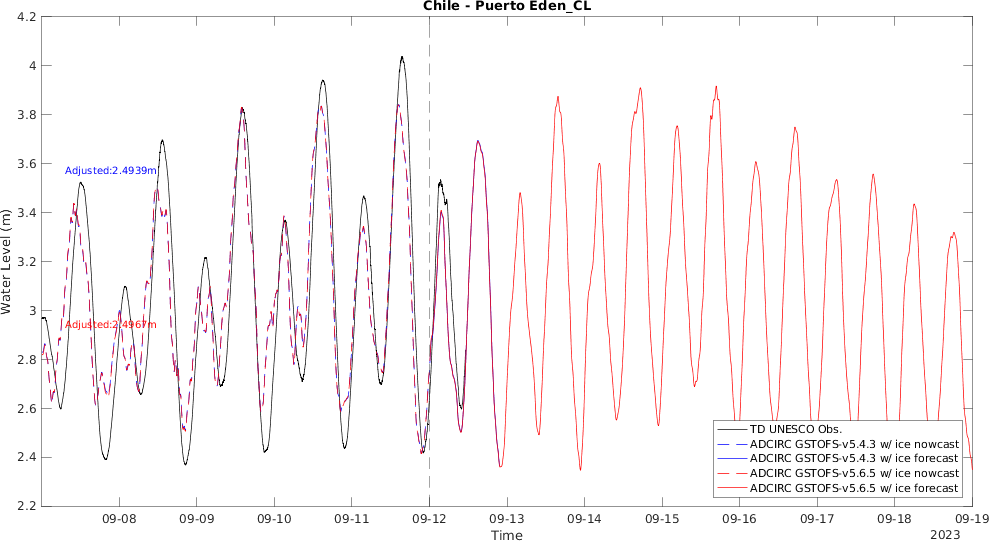 Chile - Puerto Eden_CL
4.2
4
3.8
3.6
3.4
3.2
3
2.8
2.6
2.4
2.2
Water Level (m)
Adjusted:2.4939m
Adjusted:2.4967m
TD UNESCO Obs.
ADCIRC GSTOFS-v5.4.3 w/ ice nowcast
ADCIRC GSTOFS-v5.4.3 w/ ice forecast
ADCIRC GSTOFS-v5.6.5 w/ ice nowcast
ADCIRC GSTOFS-v5.6.5 w/ ice forecast
09-08 09-09 09-10 09-11 09-12 09-13 09-14 09-15 09-16 09-17 09-18 09-19
Time
2023